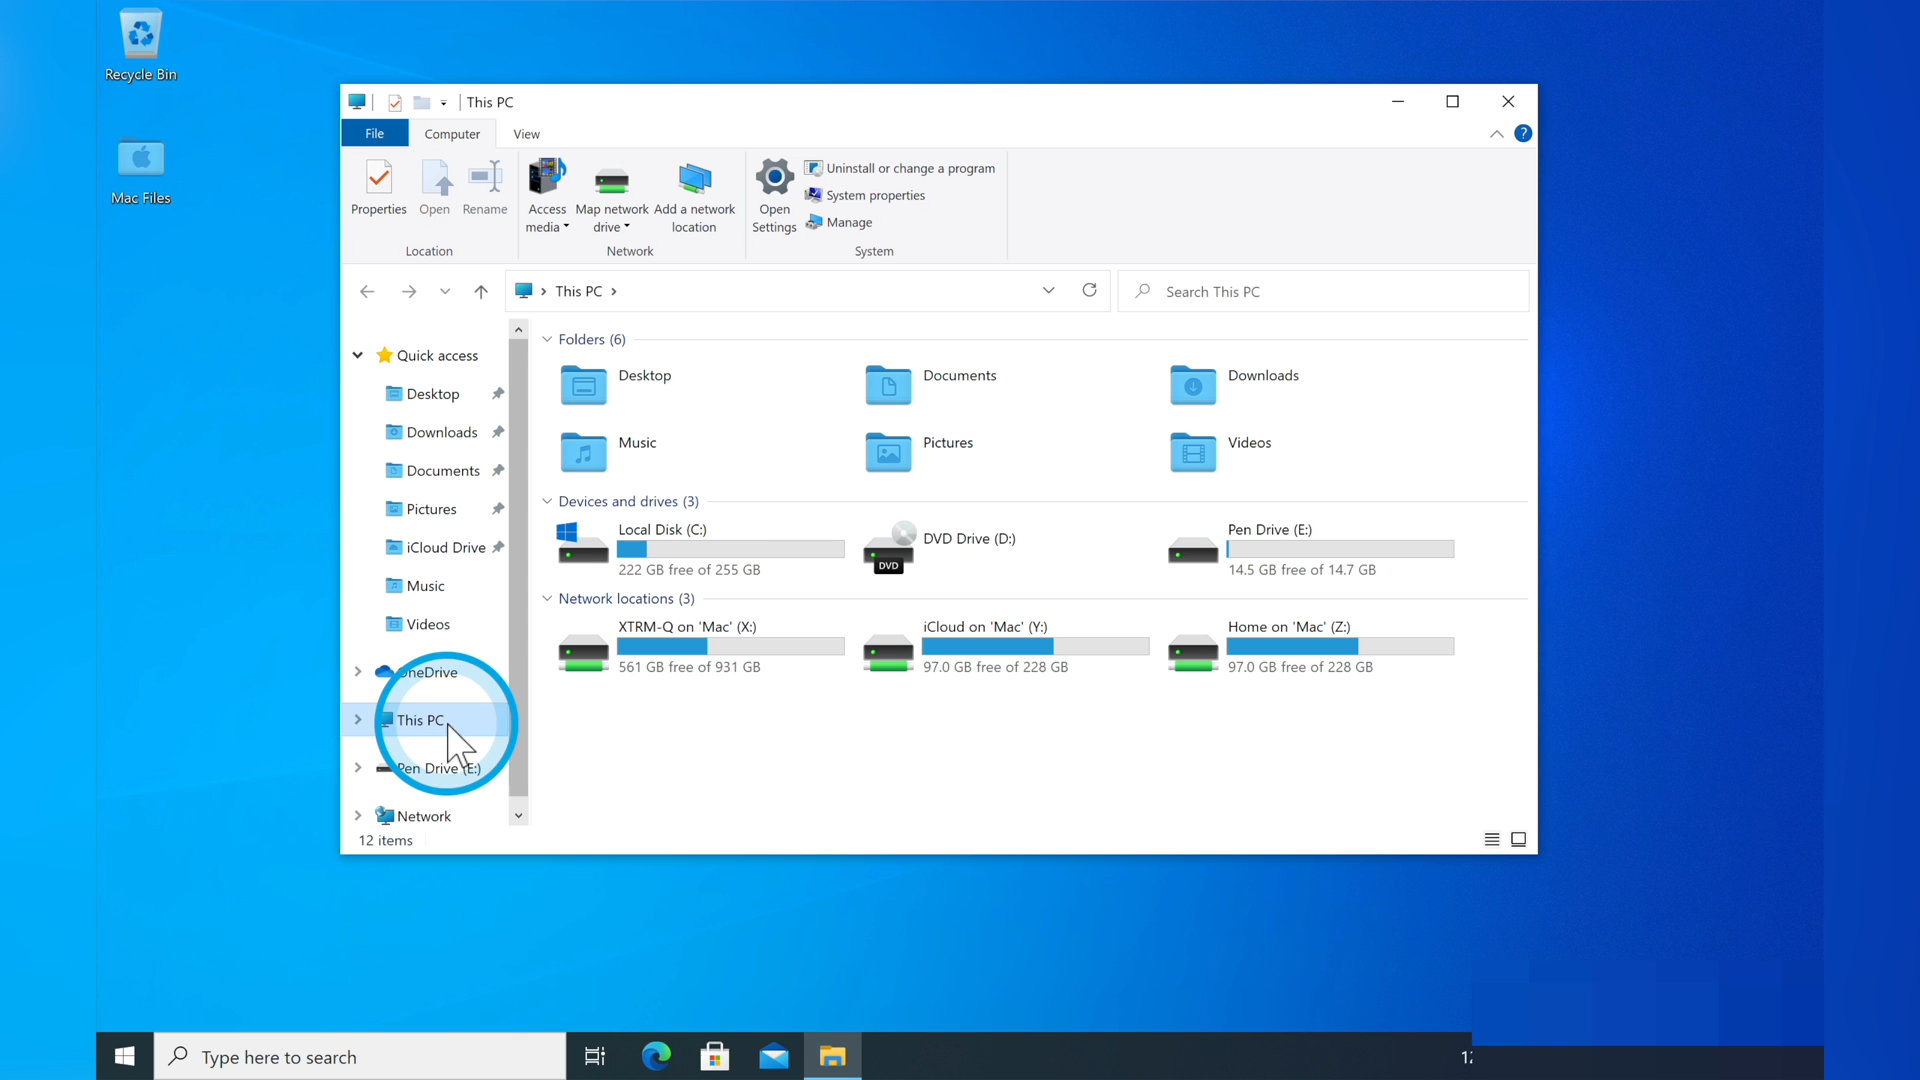 Recycle Bin
Mac Files
This PC
File
Computer
View
?
Properties
Open
Rename
Access media
Map network drive
Add a network location
Open Settings
Uninstall or change a program
System properties
Manage
Location
Network
System
This PC
Search This PC
Quick access
Desktop
Downloads
Documents
Pictures
iCloud Drive
Music
Videos
OneDrive
This PC
Pen Drive (E:)
Network
12 items
Folders (6)
Desktop
Documents
Downloads
Music
Pictures
Videos
Devices and drives (3)
Local Disk (C:)
222 GB free of 255 GB
DVD
DVD Drive (D:)
Pen Drive (E:)
14.5 GB free of 14.7 GB
Network locations (3)
XTRM-Q on 'Mac' (X:)
561 GB free of 931 GB
iCloud on 'Mac' (Y:)
97.0 GB free of 228 GB
Home on 'Mac' (Z:)
97.0 GB free of 228 GB
Type here to search